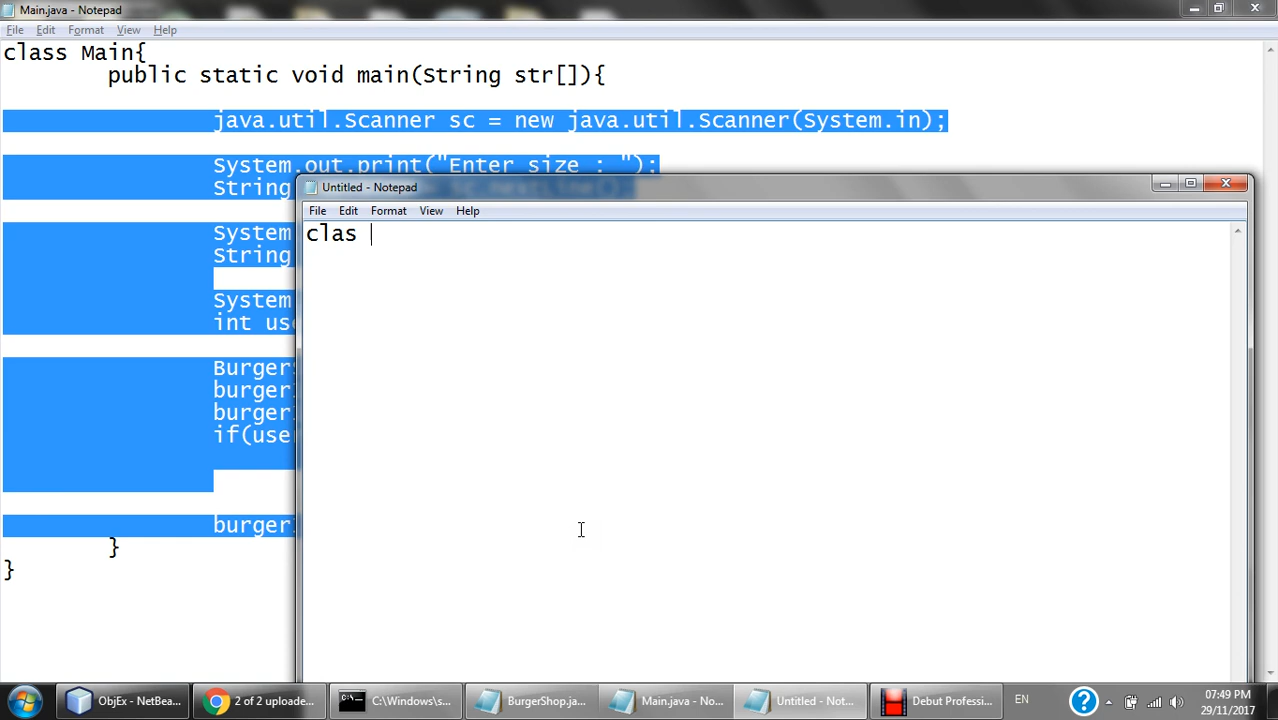 Main.java - Notepad
File Edit Format View Help
class Main{
public static void main(String str[]){
java.util.Scanner sc = new java.util.Scanner(System.in);
System.out.print("Enter size : ");
String
System
String
System
int use
Burger
burger
burger
if(use
burger
}
}
Untitled - Notepad
File Edit Format View Help
clas
ObjEx - NetBea...
2 of 2 uploade...
C:\Windows\s...
BurgerShop.ja...
Main.java - No...
Untitled - Not...
Debut Professi...
EN
07:49 PM
29/11/2017